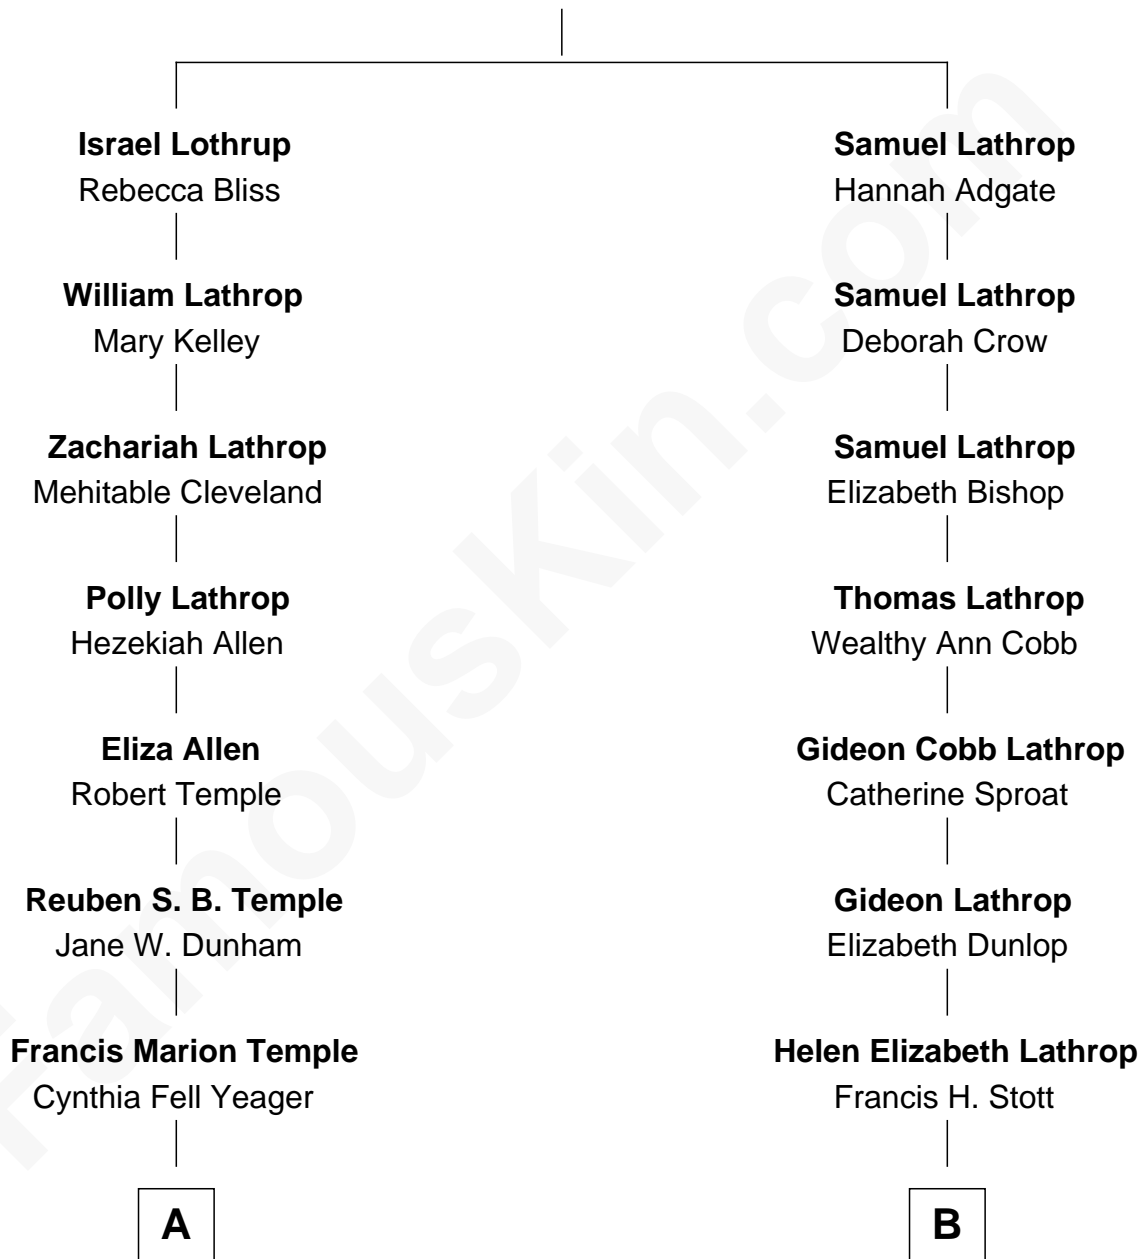 Israel Lothrup
Rebecca Bliss
William Lathrop
Mary Kelley
Zachariah Lathrop
Mehitable Cleveland
Polly Lathrop
Hezekiah Allen
Eliza Allen
Robert Temple
Reuben S. B. Temple
Jane W. Dunham
Francis Marion Temple
Cynthia Fell Yeager
A
Samuel Lathrop
Hannah Adgate
Samuel Lathrop
Deborah Crow
Samuel Lathrop
Elizabeth Bishop
Thomas Lathrop
Wealthy Ann Cobb
Gideon Cobb Lathrop
Catherine Sproat
Gideon Lathrop
Elizabeth Dunlop
Helen Elizabeth Lathrop
Francis H. Stott
B
FamousKin.com